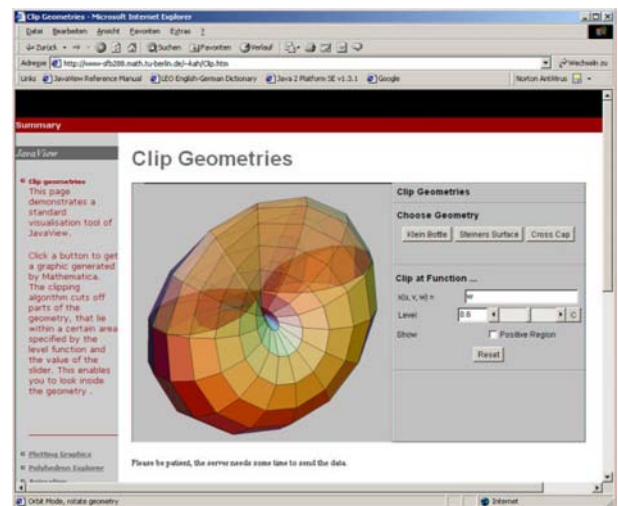 Clip Geometries - Microsoft Internet Explorer
Datei Bearbeiten Ansicht Favoriten Extras ?
Zurück Suchen Favoriten Verlauf
Adresse http://www-sfb288.math.tu-berlin.de/~kah/Clip.htm Wechseln zu
Links JavaView Reference Manual LEO English-German Dictionary Java 2 Platform SE v1.3.1 Google Norton AntiVirus
Summary
JavaView
Clip geometries
This page
demonstrates a
standard
visualisation tool of
JavaView.
Click a button to get
a graphic generated
by Mathematica.
The clipping
algorithm cuts off
parts of the
geometry, that lie
within a certain area
specified by the
level function and
the value of the
slider. This enables
you to look inside
the geometry .
Plotting Graphics
Polyhedron Explorer
Clip Geometries
Clip Geometries
Choose Geometry
Klein Bottle Steiners Surface Cross Cap
Clip at Function ...
x(u, v, w) = w
Level 0.6 C
Show Positive Region
Reset
Please be patient, the server needs some time to send the data.
Orbit Mode, rotate geometry Internet